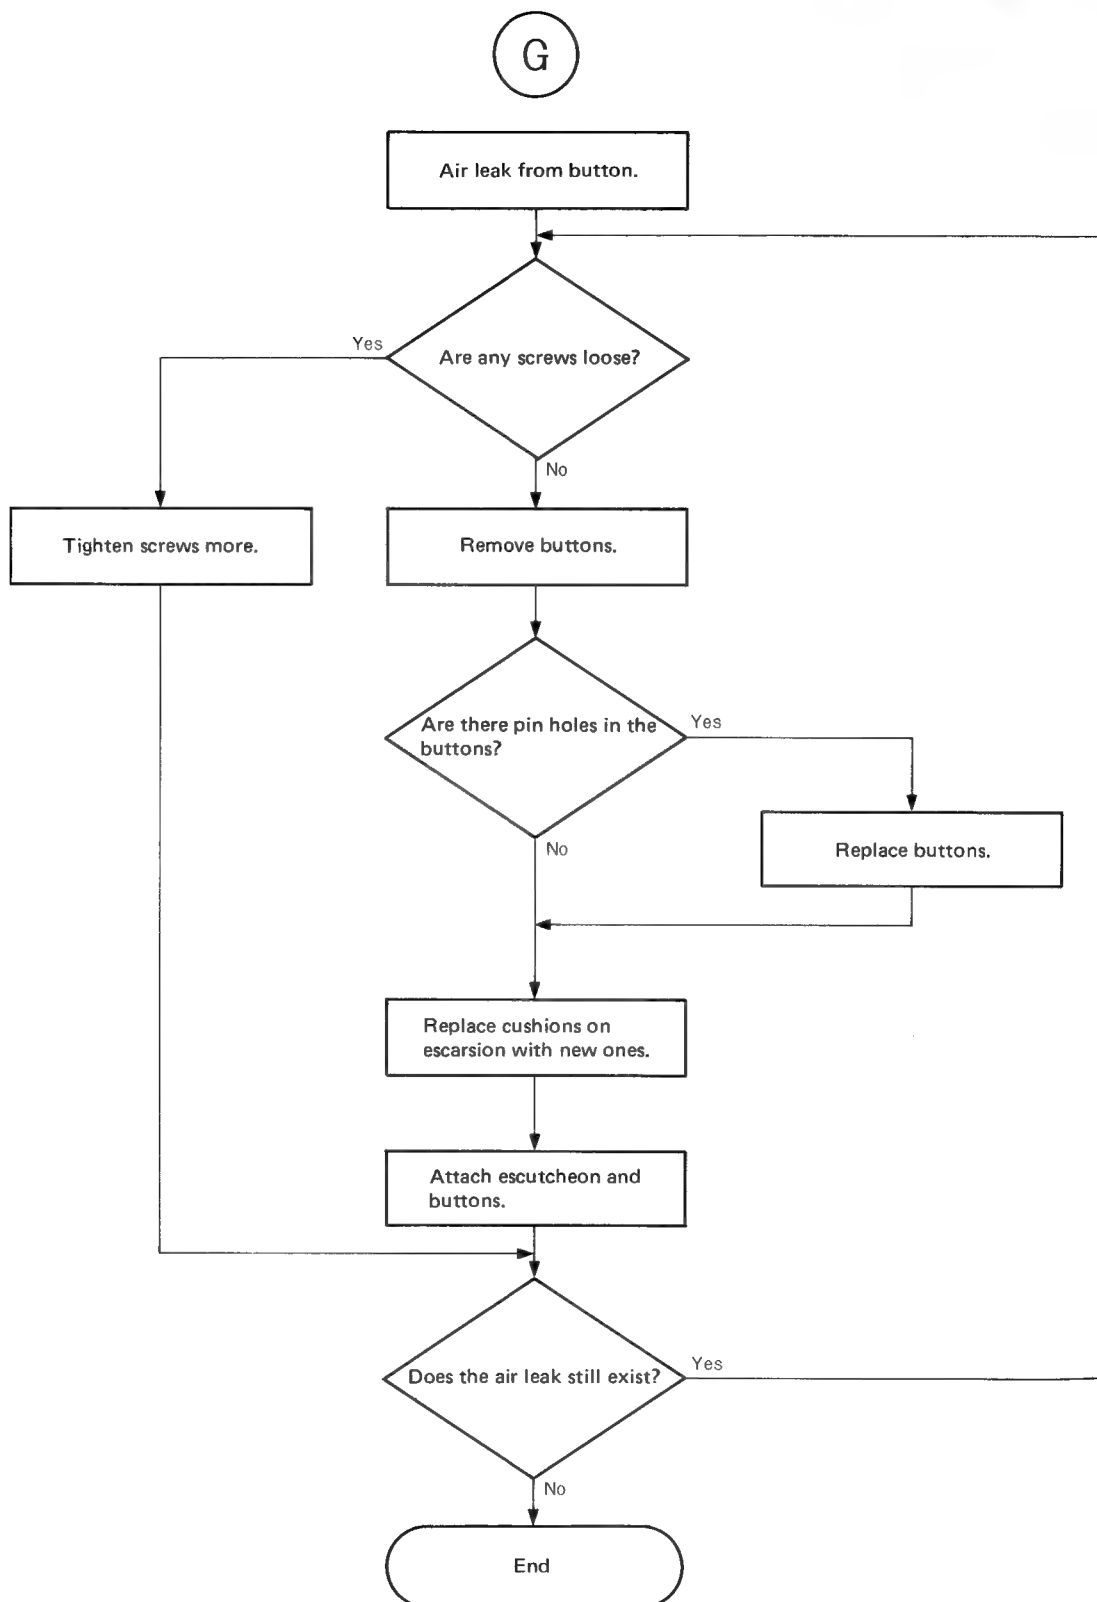 G
Air leak from button.
Yes
Are any screws loose?
No
Tighten screws more.
Remove buttons.
Are there pin holes in the
buttons?
Yes
No
Replace buttons.
Replace cushions on
escarsion with new ones.
Attach escutcheon and
buttons.
Does the air leak still exist?
Yes
No
End